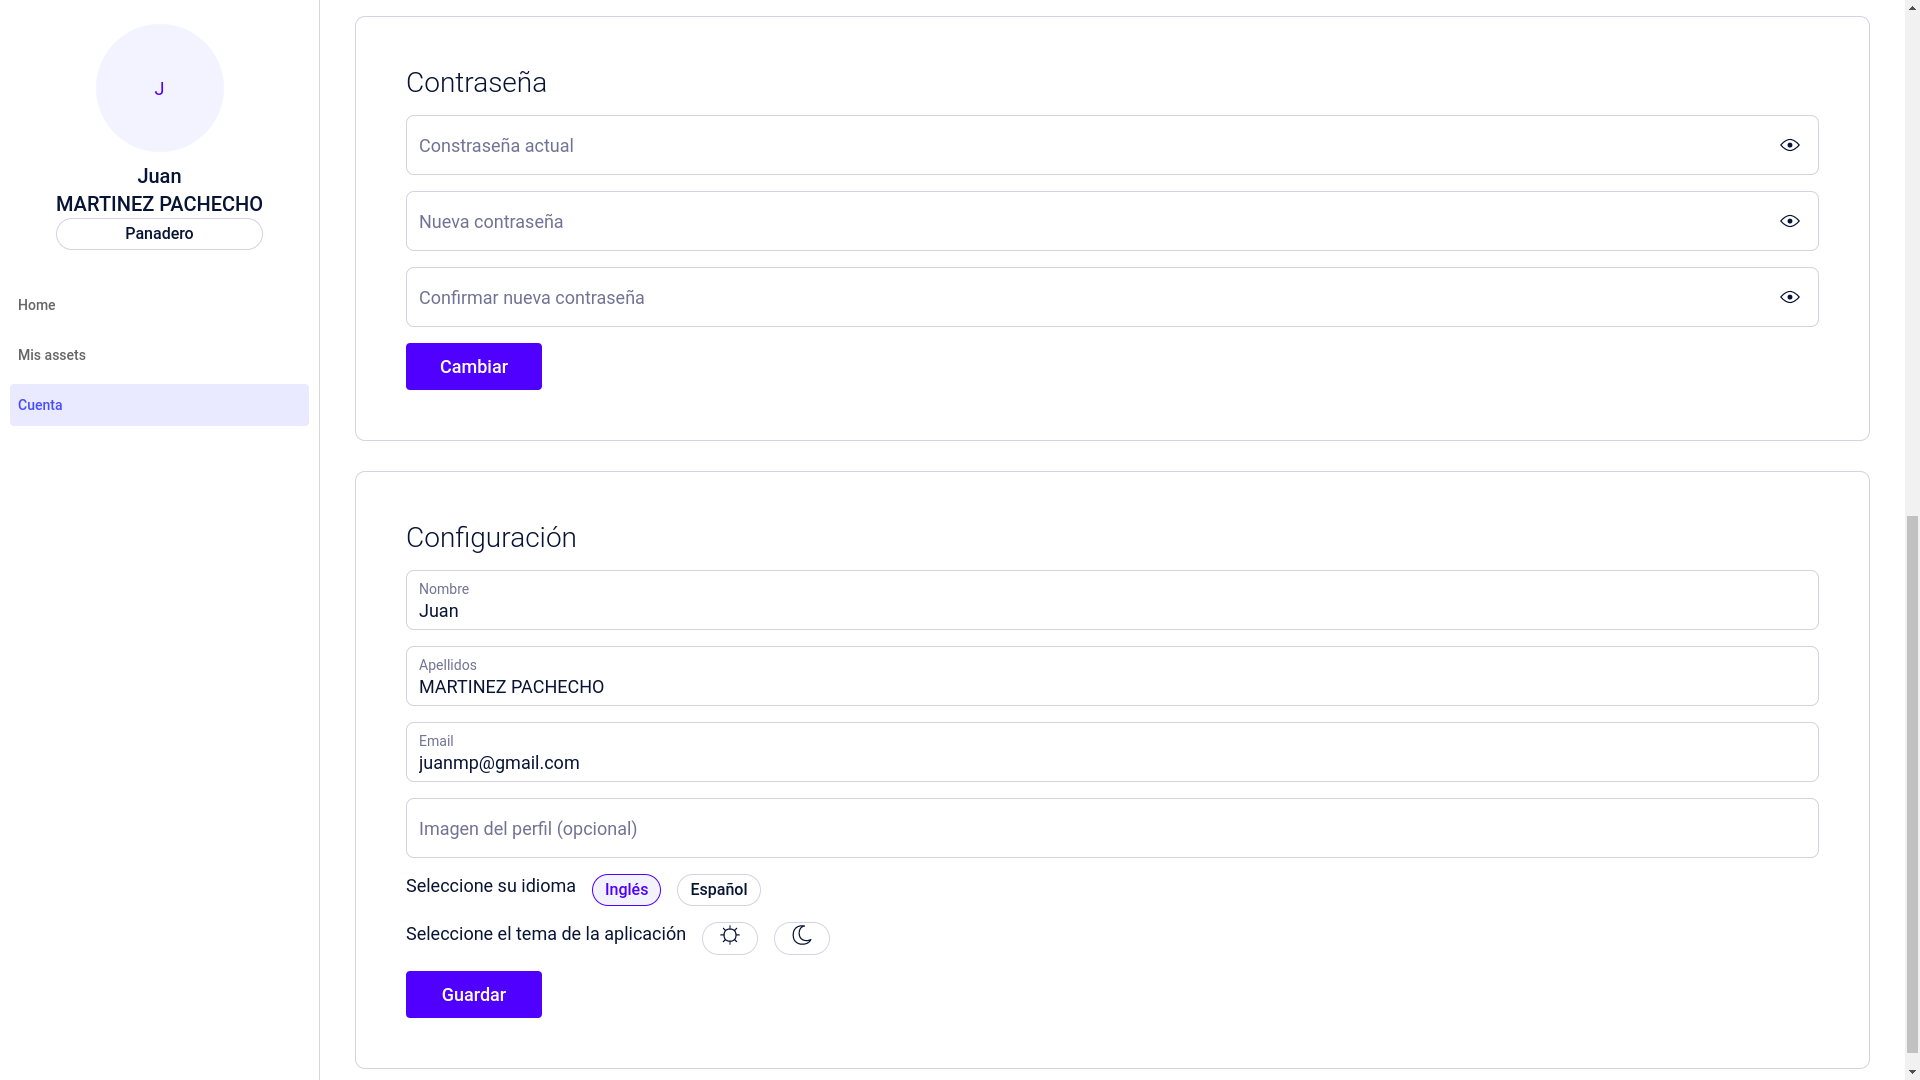 J
Juan
MARTINEZ PACHECHO
Panadero
Home
Mis assets
Cuenta
Contraseña
Constraseña actual
Nueva contraseña
Confirmar nueva contraseña
Cambiar
Configuración
Nombre
Juan
Apellidos
MARTINEZ PACHECHO
Email
juanmp@gmail.com
Imagen del perfil (opcional)
Seleccione su idioma Inglés Español
Seleccione el tema de la aplicación
Guardar